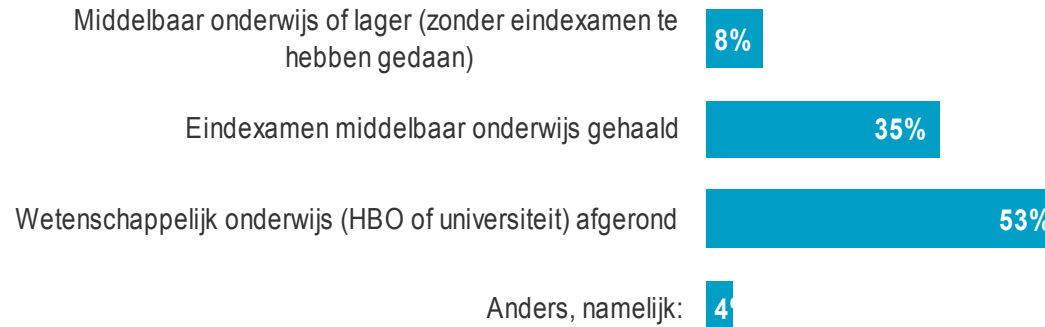 Middelbaar onderwijs of lager (zonder eindexamen te
hebben gedaan)
8%
Eindexamen middelbaar onderwijs gehaald
35%
Wetenschappelijk onderwijs (HBO of universiteit) afgerond
53%
Anders, namelijk:
4%